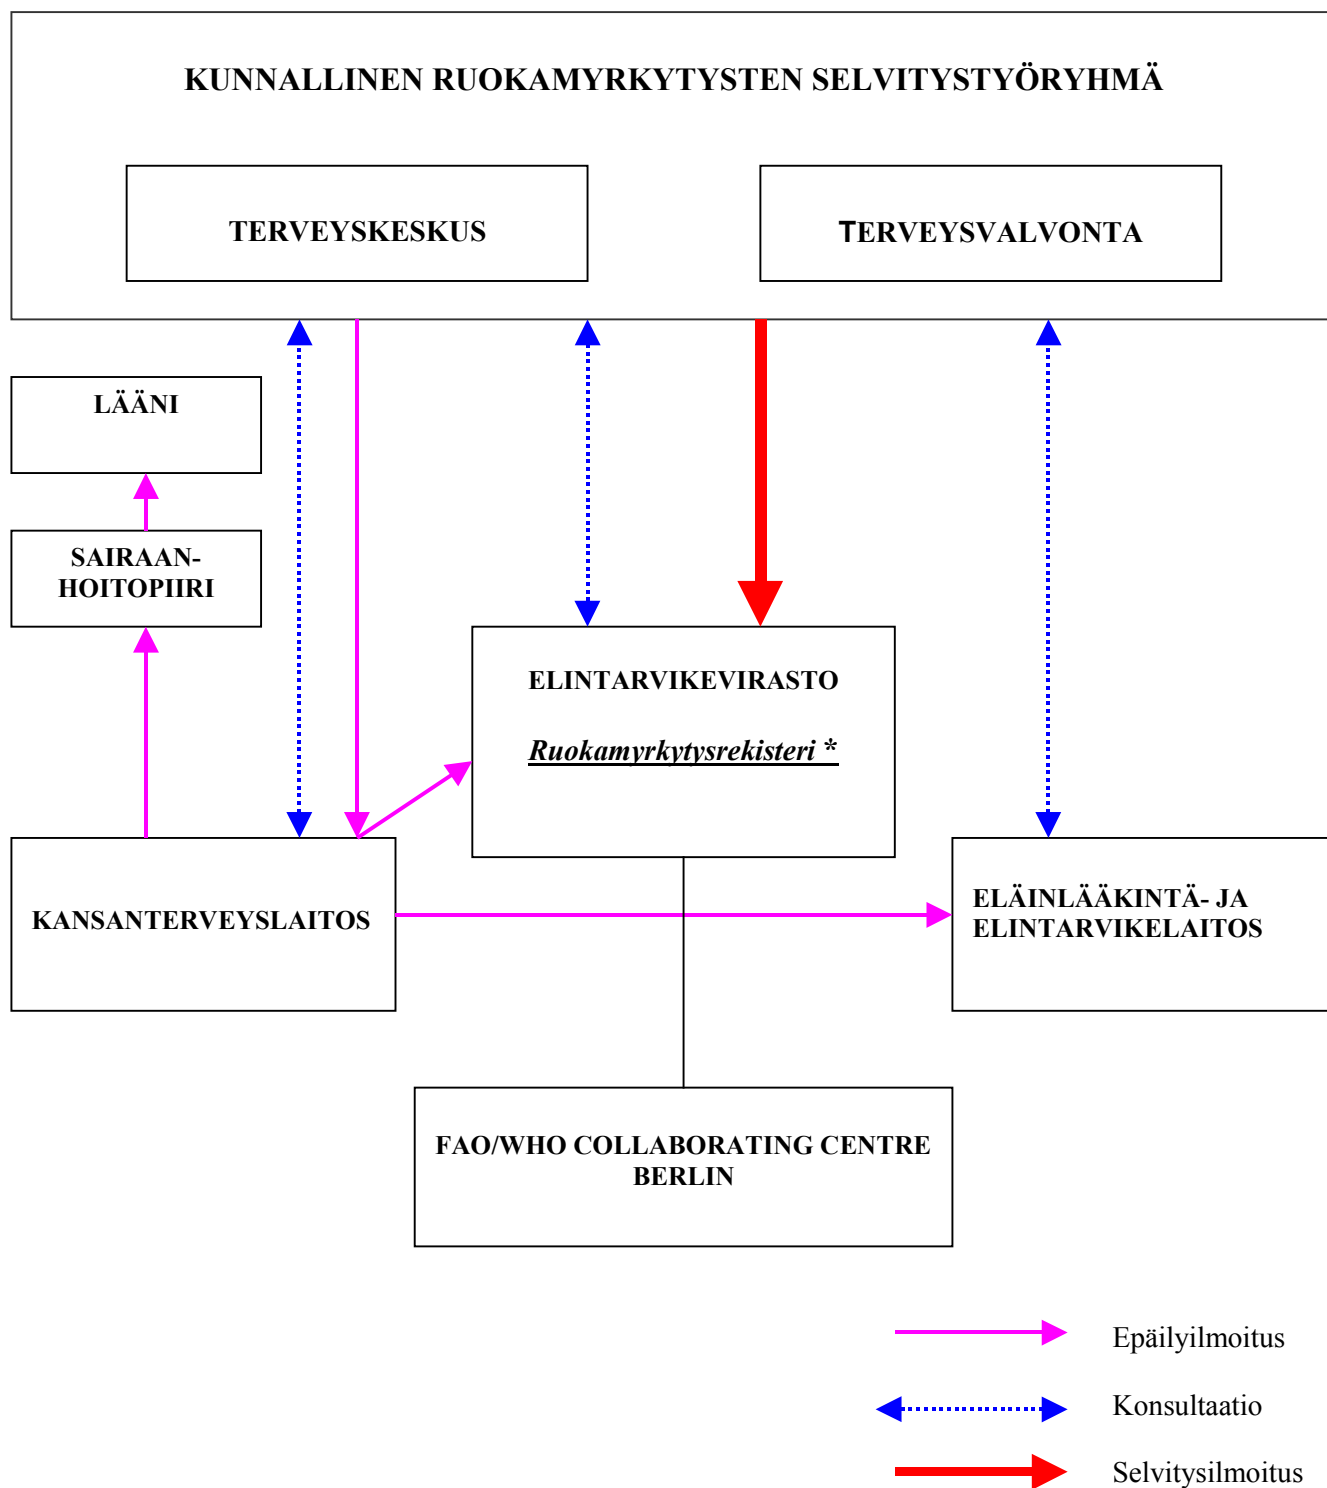 KUNNALLINEN RUOKAMYRKYTYSTEN SELVITYSTYÖRYHMÄ
TERVEYSKESKUS
TERVEYSVALVONTA
LÄÄNI
SAIRAAN-
HOITOPIIRI
ELINTARVIKEVIRASTO
Ruokamyrkytysrekisteri *
KANSANTERVEYSLAITOS
ELÄINLÄÄKINTÄ- JA
ELINTARVIKELAITOS
FAO/WHO COLLABORATING CENTRE
BERLIN
Epäilyilmoitus
Konsultaatio
Selvitysilmoitus